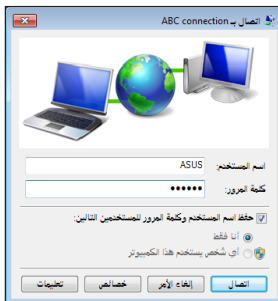 اتصال بـ ABC connection
اسم المستخدم: ASUS
كلمة المرور: ••••••
حفظ اسم المستخدم وكلمة المرور للمستخدمين التاليين:
أنا فقط
أي شخص يستخدم هذا الكمبيوتر
اتصال
إلغاء الأمر
خصائص
تعليمات